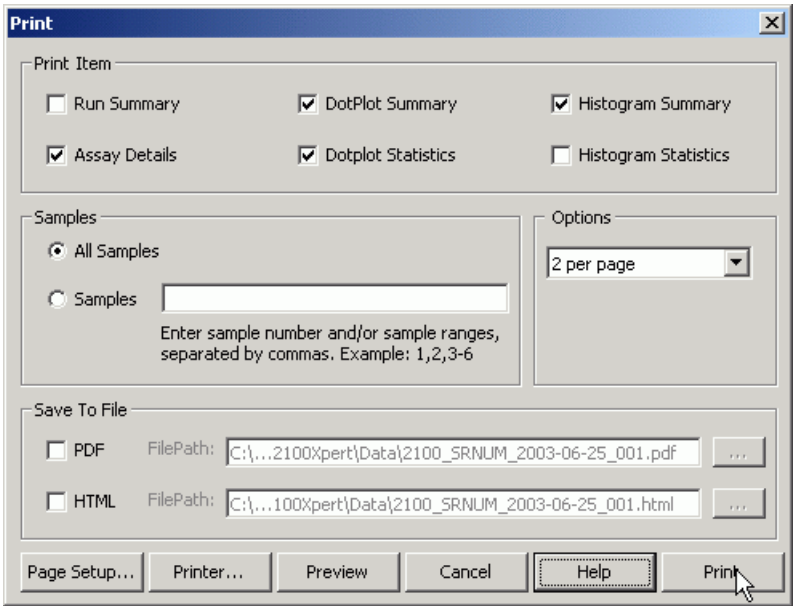 Print
Print Item
Run Summary
DotPlot Summary
Histogram Summary
Assay Details
Dotplot Statistics
Histogram Statistics
Samples
Options
All Samples
2 per page
Samples
Enter sample number and/or sample ranges,
separated by commas. Example: 1,2,3-6
Save To File
PDF
FilePath:
C:\...2100Xpert\Data\2100_SRNUM_2003-06-25_001.pdf
...
HTML
FilePath:
C:\...100Xpert\Data\2100_SRNUM_2003-06-25_001.html
...
Page Setup...
Printer...
Preview
Cancel
Help
Print